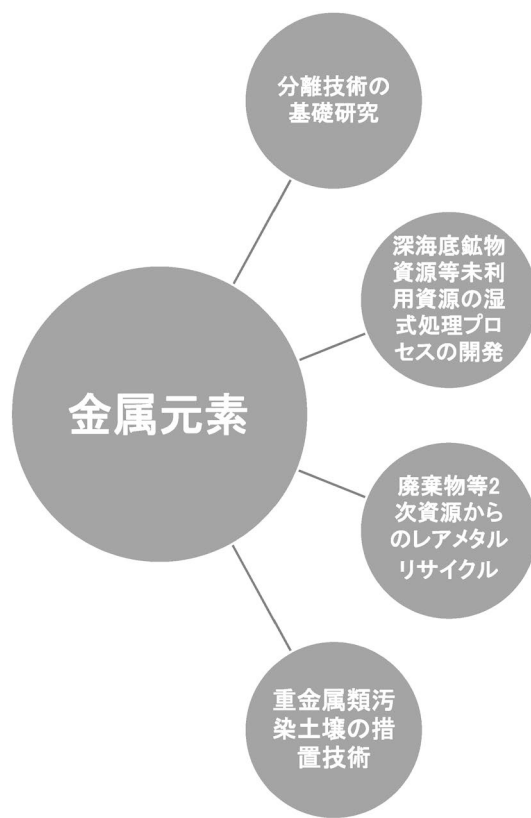 分離技術の
基礎研究
深海底鉱物
資源等未利
用資源の湿
式処理プロ
セスの開発
金属元素
廃棄物等2
次資源から
のレアメタル
リサイクル
重金属類汚
染土壌の措
置技術